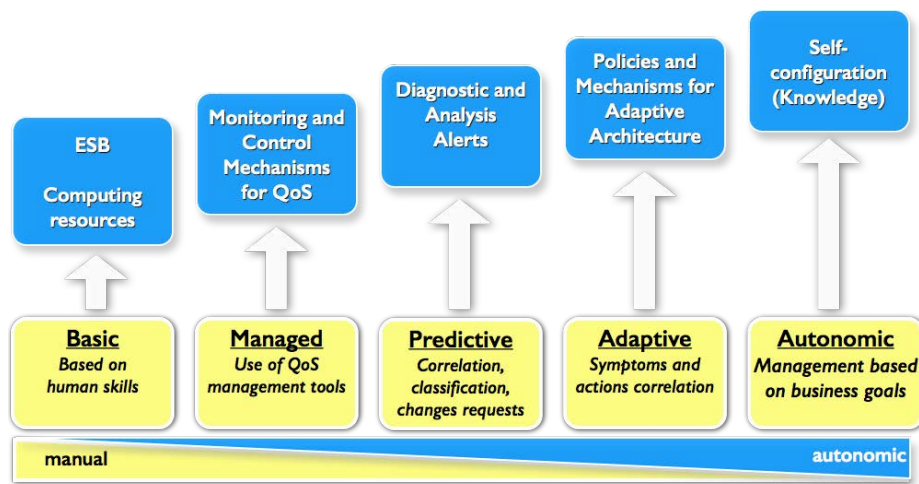 ESB
Computing
resources
Monitoring and
Control
Mechanisms
for QoS
Diagnostic and
Analysis
Alerts
Policies and
Mechanisms for
Adaptive
Architecture
Self-
configuration
(Knowledge)
Basic
Based on
human skills
Managed
Use of QoS
management tools
Predictive
Correlation,
classification,
changes requests
Adaptive
Symptoms and
actions correlation
Autonomic
Management based
on business goals
manual
autonomic